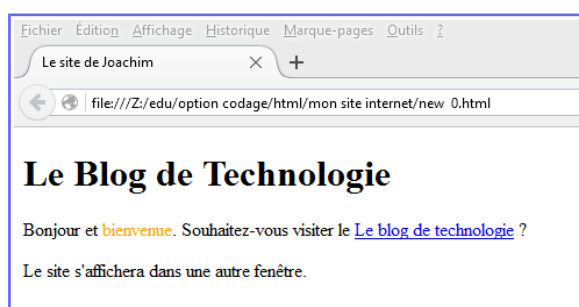 Fichier Édition Affichage Historique Marque-pages Outils ?
Le site de Joachim
file:///Z:/edu/option codage/html/mon site internet/new 0.html
Le Blog de Technologie
Bonjour et bienvenue. Souhaitez-vous visiter le Le blog de technologie ?
Le site s'affichera dans une autre fenêtre.